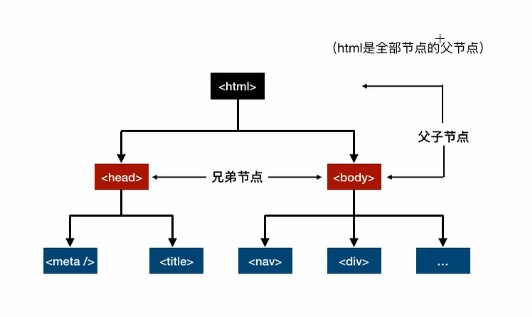 （html是全部节点的父节点）
<html>
父子节点
<head>
兄弟节点
<body>
<meta />
<title>
<nav>
<div>
...